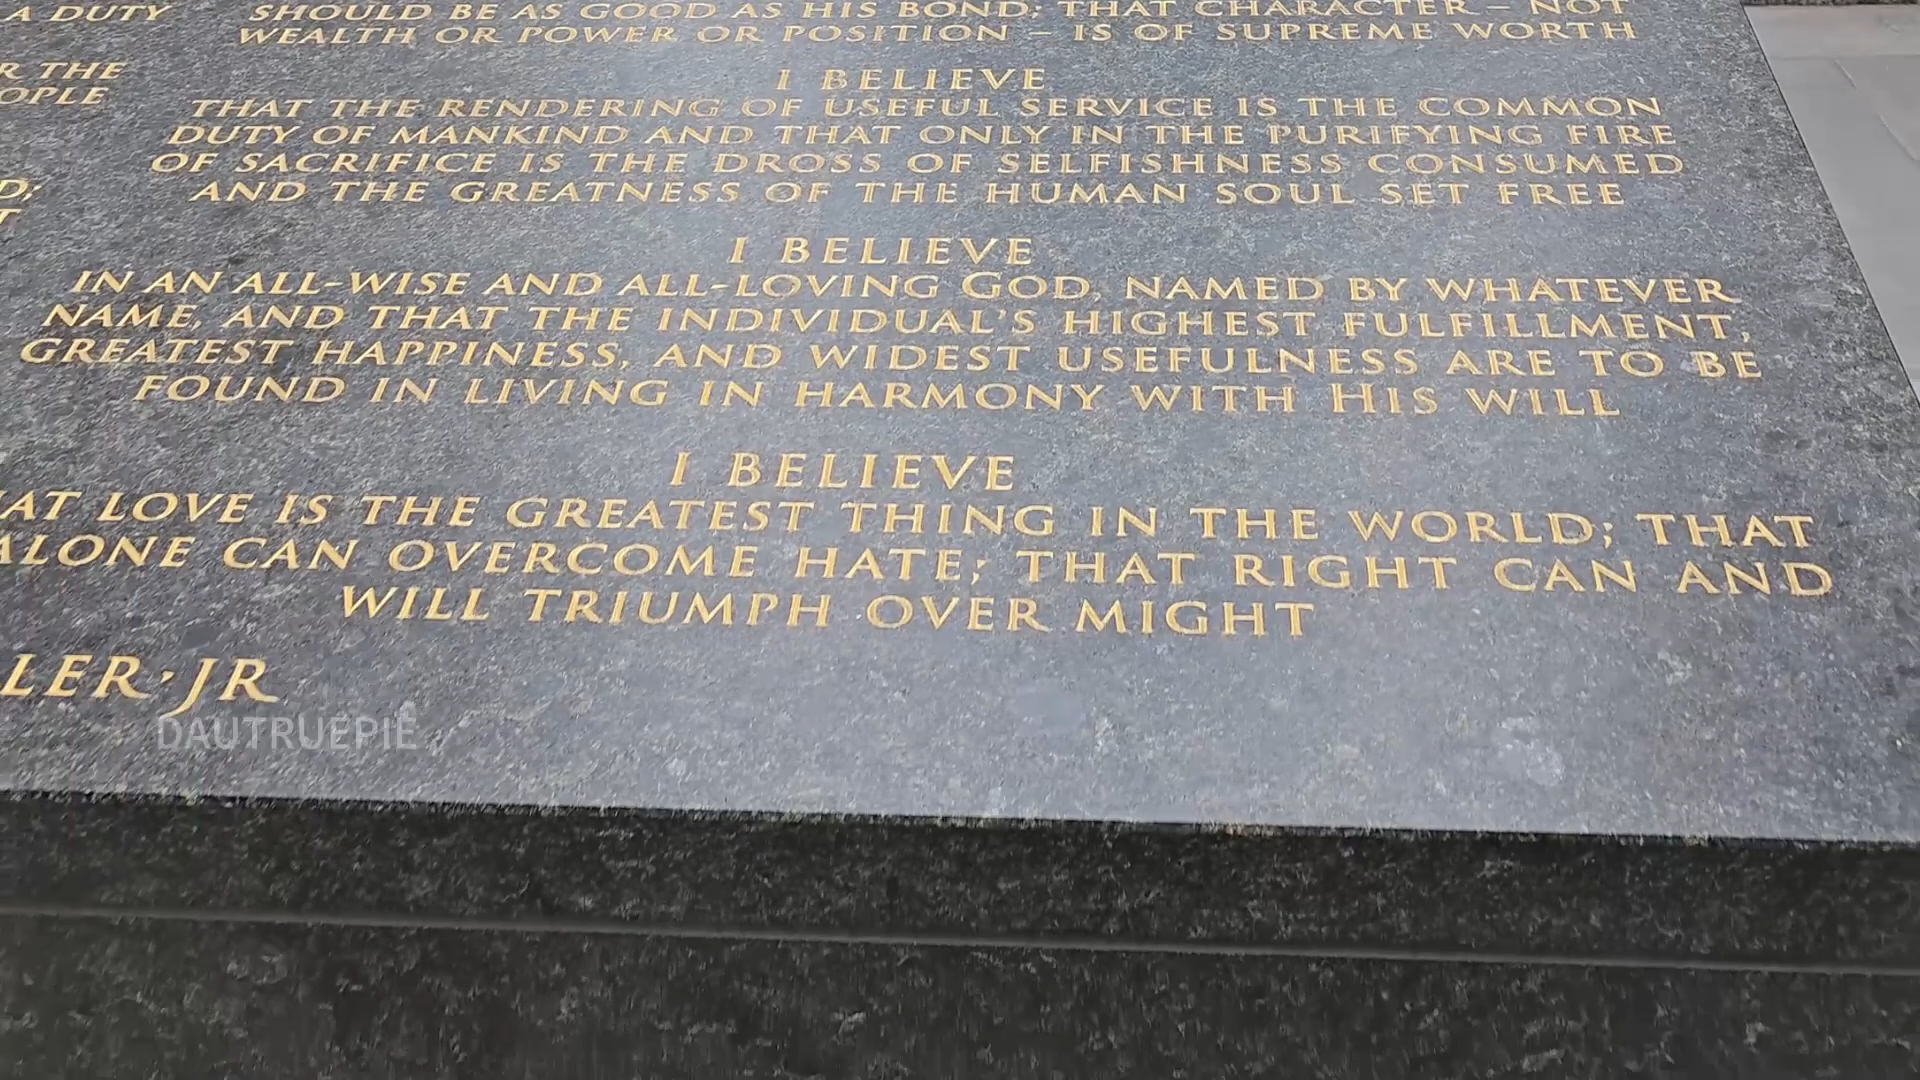 A DUTY
R THE
OPLE
D;
SHOULD BE AS GOOD AS HIS BOND; THAT CHARACTER – NOT
WEALTH OR POWER OR POSITION – IS OF SUPREME WORTH
I BELIEVE
THAT THE RENDERING OF USEFUL SERVICE IS THE COMMON
DUTY OF MANKIND AND THAT ONLY IN THE PURIFYING FIRE
OF SACRIFICE IS THE DROSS OF SELFISHNESS CONSUMED
AND THE GREATNESS OF THE HUMAN SOUL SET FREE
I BELIEVE
IN AN ALL-WISE AND ALL-LOVING GOD, NAMED BY WHATEVER
NAME, AND THAT THE INDIVIDUAL'S HIGHEST FULFILLMENT,
GREATEST HAPPINESS, AND WIDEST USEFULNESS ARE TO BE
FOUND IN LIVING IN HARMONY WITH HIS WILL
I BELIEVE
AT LOVE IS THE GREATEST THING IN THE WORLD; THAT
ALONE CAN OVERCOME HATE; THAT RIGHT CAN AND
WILL TRIUMPH OVER MIGHT
LER·JR
DAUTRUEPIE